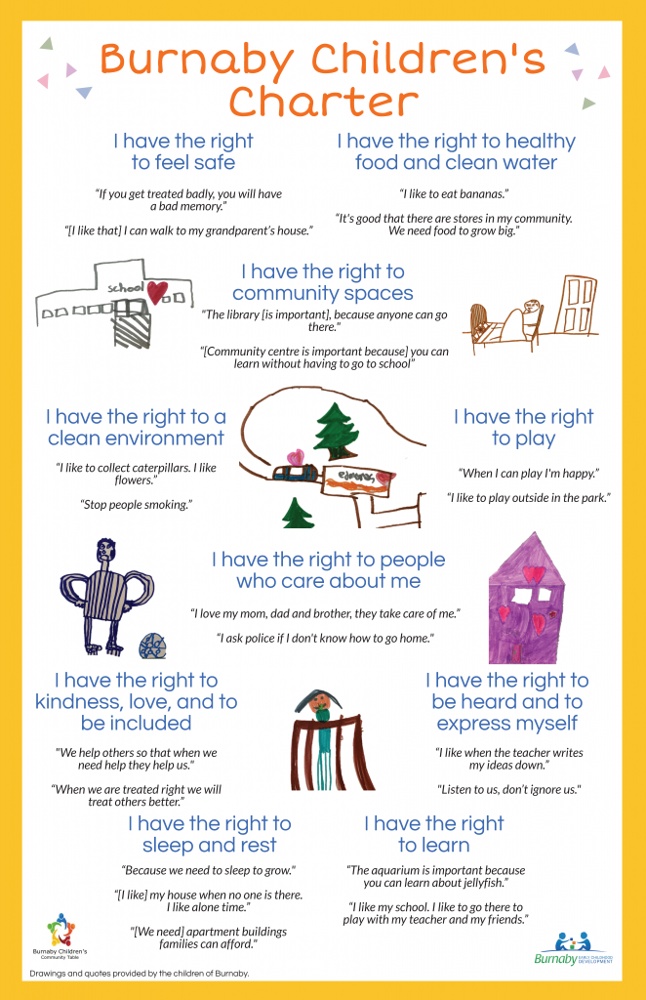 Burnaby Children's
Charter
I have the right
to feel safe
“If you get treated badly, you will have
a bad memory.”
“[I like that] I can walk to my grandparent’s house.”
I have the right to healthy
food and clean water
“I like to eat bananas.”
“It's good that there are stores in my community.
We need food to grow big.”
school
I have the right to
community spaces
"The library [is important], because anyone can go
there."
“[Community centre is important because] you can
learn without having to go to school”
I have the right to a
clean environment
“I like to collect caterpillars. I like
flowers.”
“Stop people smoking.”
edmonds
I have the right
to play
“When I can play I'm happy.”
“I like to play outside in the park.”
I have the right to people
who care about me
“I love my mom, dad and brother, they take care of me.”
“I ask police if I don't know how to go home."
I have the right to
kindness, love, and to
be included
"We help others so that when we
need help they help us."
“When we are treated right we will
treat others better.”
I have the right to
be heard and to
express myself
“I like when the teacher writes
my ideas down.”
"Listen to us, don’t ignore us."
I have the right to
sleep and rest
“Because we need to sleep to grow."
“[I like] my house when no one is there.
I like alone time.”
“[We need] apartment buildings
families can afford."
I have the right
to learn
“The aquarium is important because
you can learn about jellyfish.”
“I like my school. I like to go there to
play with my teacher and my friends.”
Burnaby Children's
Community Table
Burnaby EARLY CHILDHOOD
DEVELOPMENT
Drawings and quotes provided by the children of Burnaby.